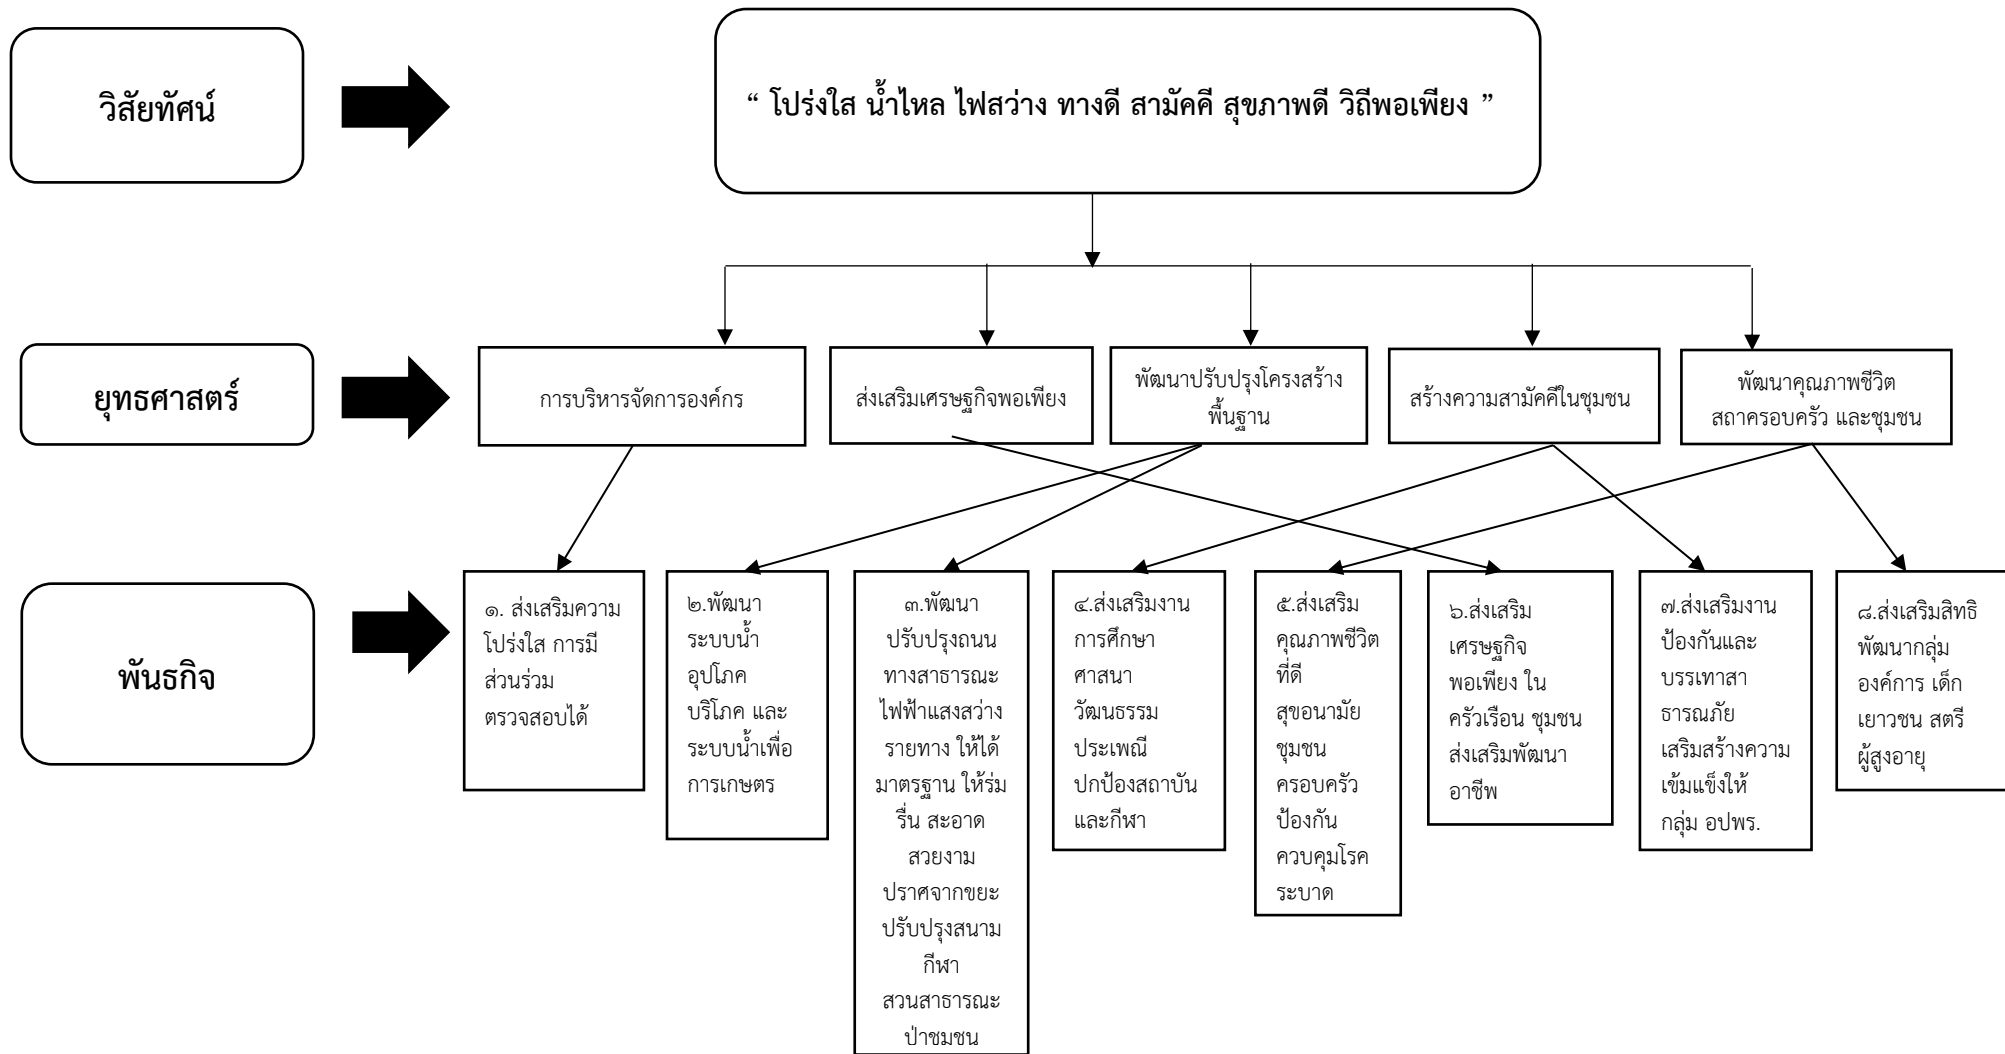 วิสัยทัศน์
“ โปร่งใส น้ำไหล ไฟสว่าง ทางดี สามัคคี สุขภาพดี วิถีพอเพียง ”
ยุทธศาสตร์
การบริหารจัดการองค์กร
ส่งเสริมเศรษฐกิจพอเพียง
พัฒนาปรับปรุงโครงสร้าง
พื้นฐาน
สร้างความสามัคคีในชุมชน
พัฒนาคุณภาพชีวิต
สถาครอบครัว และชุมชน
พันธกิจ
๑. ส่งเสริมความ
โปร่งใส การมี
ส่วนร่วม
ตรวจสอบได้
๒.พัฒนา
ระบบน้ำ
อุปโภค
บริโภค และ
ระบบน้ำเพื่อ
การเกษตร
๓.พัฒนา
ปรับปรุงถนน
ทางสาธารณะ
ไฟฟ้าแสงสว่าง
รายทาง ให้ได้
มาตรฐาน ให้ร่ม
รื่น สะอาด
สวยงาม
ปราศจากขยะ
ปรับปรุงสนาม
กีฬา
สวนสาธารณะ
ป่าชุมชน
๔.ส่งเสริมงาน
การศึกษา
ศาสนา
วัฒนธรรม
ประเพณี
ปกป้องสถาบัน
และกีฬา
๕.ส่งเสริม
คุณภาพชีวิต
ที่ดี
สุขอนามัย
ชุมชน
ครอบครัว
ป้องกัน
ควบคุมโรค
ระบาด
๖.ส่งเสริม
เศรษฐกิจ
พอเพียง ใน
ครัวเรือน ชุมชน
ส่งเสริมพัฒนา
อาชีพ
๗.ส่งเสริมงาน
ป้องกันและ
บรรเทาสา
ธารณภัย
เสริมสร้างความ
เข้มแข็งให้
กลุ่ม อปพร.
๘.ส่งเสริมสิทธิ
พัฒนากลุ่ม
องค์การ เด็ก
เยาวชน สตรี
ผู้สูงอายุ